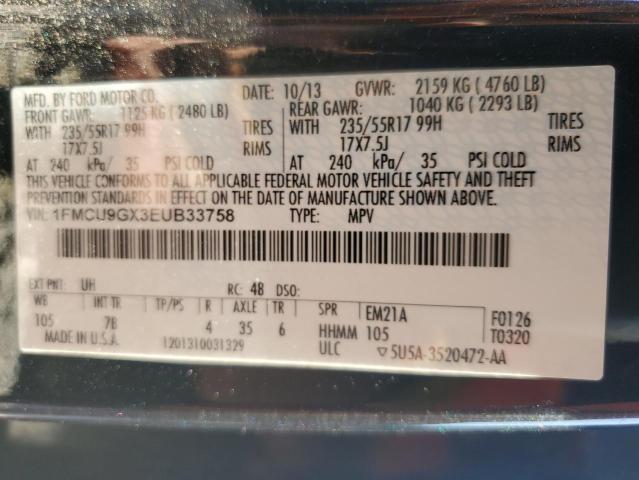 MFD. BY FORD MOTOR CO.
DATE: 10/13 GVWR: 2159 KG ( 4760 LB)
FRONT GAWR: 1125 KG ( 2480 LB) REAR GAWR: 1040 KG ( 2293 LB)
WITH 235/55R17 99H TIRES WITH 235/55R17 99H TIRES
17X7.5J RIMS 17X7.5J RIMS
AT 240 kPa/ 35 PSI COLD AT 240 kPa/ 35 PSI COLD
THIS VEHICLE CONFORMS TO ALL APPLICABLE FEDERAL MOTOR VEHICLE SAFETY AND THEFT
PREVENTION STANDARDS IN EFFECT ON THE DATE OF MANUFACTURE SHOWN ABOVE.
VIN: 1FMCU9GX3EUB33758 TYPE: MPV
EXT PNT: UH RC: 48 DSO:
WB INT TR TP/PS R AXLE TR SPR EM21A F0126
105 7B 4 35 6 HHMM 105 T0320
MADE IN U.S.A. 1201310031329 ULC ▽5U5A-3520472-AA